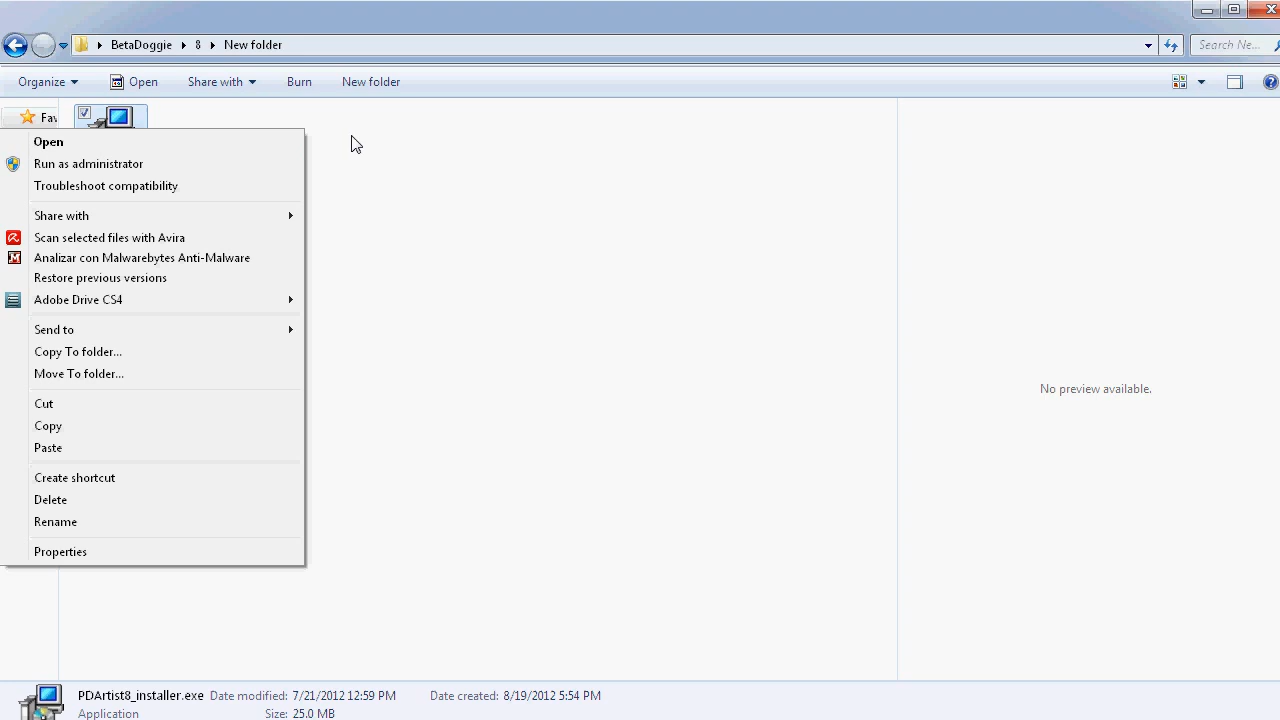 BetaDoggie 8 New folder
Search Ne...
Organize Open Share with Burn New folder
Fav
Open
Run as administrator
Troubleshoot compatibility
Share with
Scan selected files with Avira
Analizar con Malwarebytes Anti-Malware
Restore previous versions
Adobe Drive CS4
Send to
Copy To folder...
Move To folder...
Cut
Copy
Paste
Create shortcut
Delete
Rename
Properties
No preview available.
PDArtist8_installer.exe Date modified: 7/21/2012 12:59 PM Date created: 8/19/2012 5:54 PM
Application Size: 25.0 MB